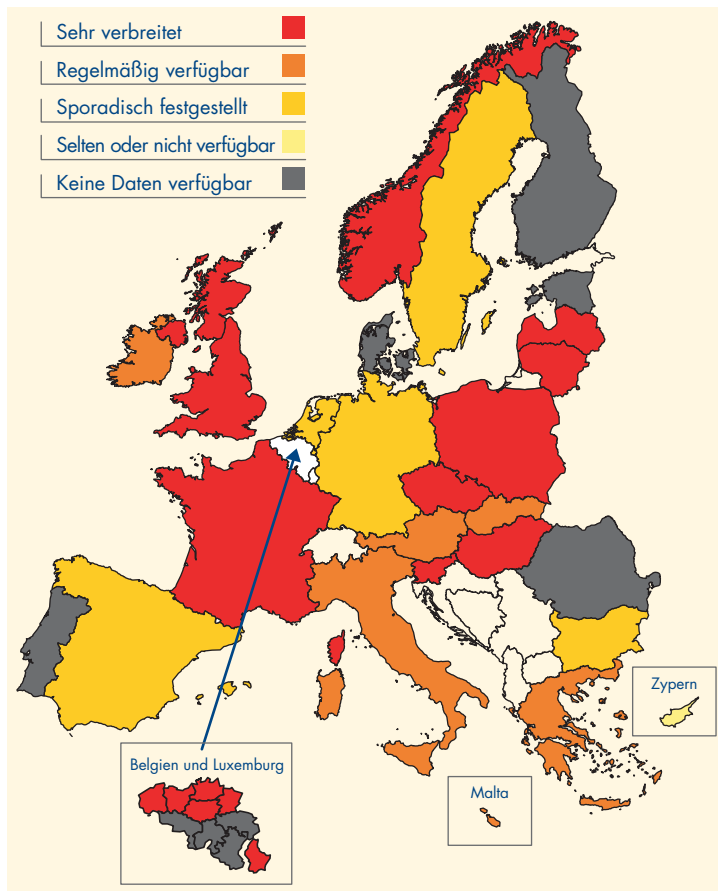 Sehr verbreitet
Regelmäßig verfügbar
Sporadisch festgestellt
Selten oder nicht verfügbar
Keine Daten verfügbar
Zypern
Belgien und Luxemburg
Malta